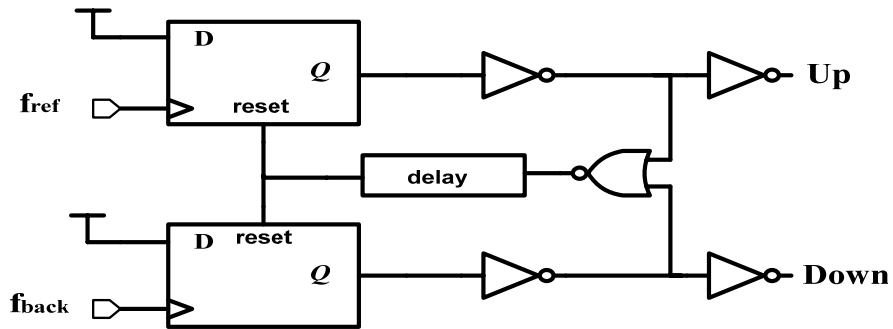 D
Q
Up
fref
reset
delay
D
reset
Q
Down
fback